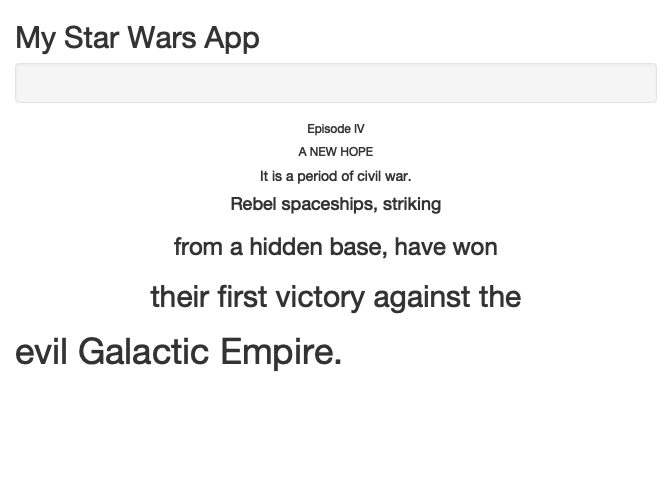 My Star Wars App
Episode IV
A NEW HOPE
It is a period of civil war.
Rebel spaceships, striking
from a hidden base, have won
their first victory against the
evil Galactic Empire.